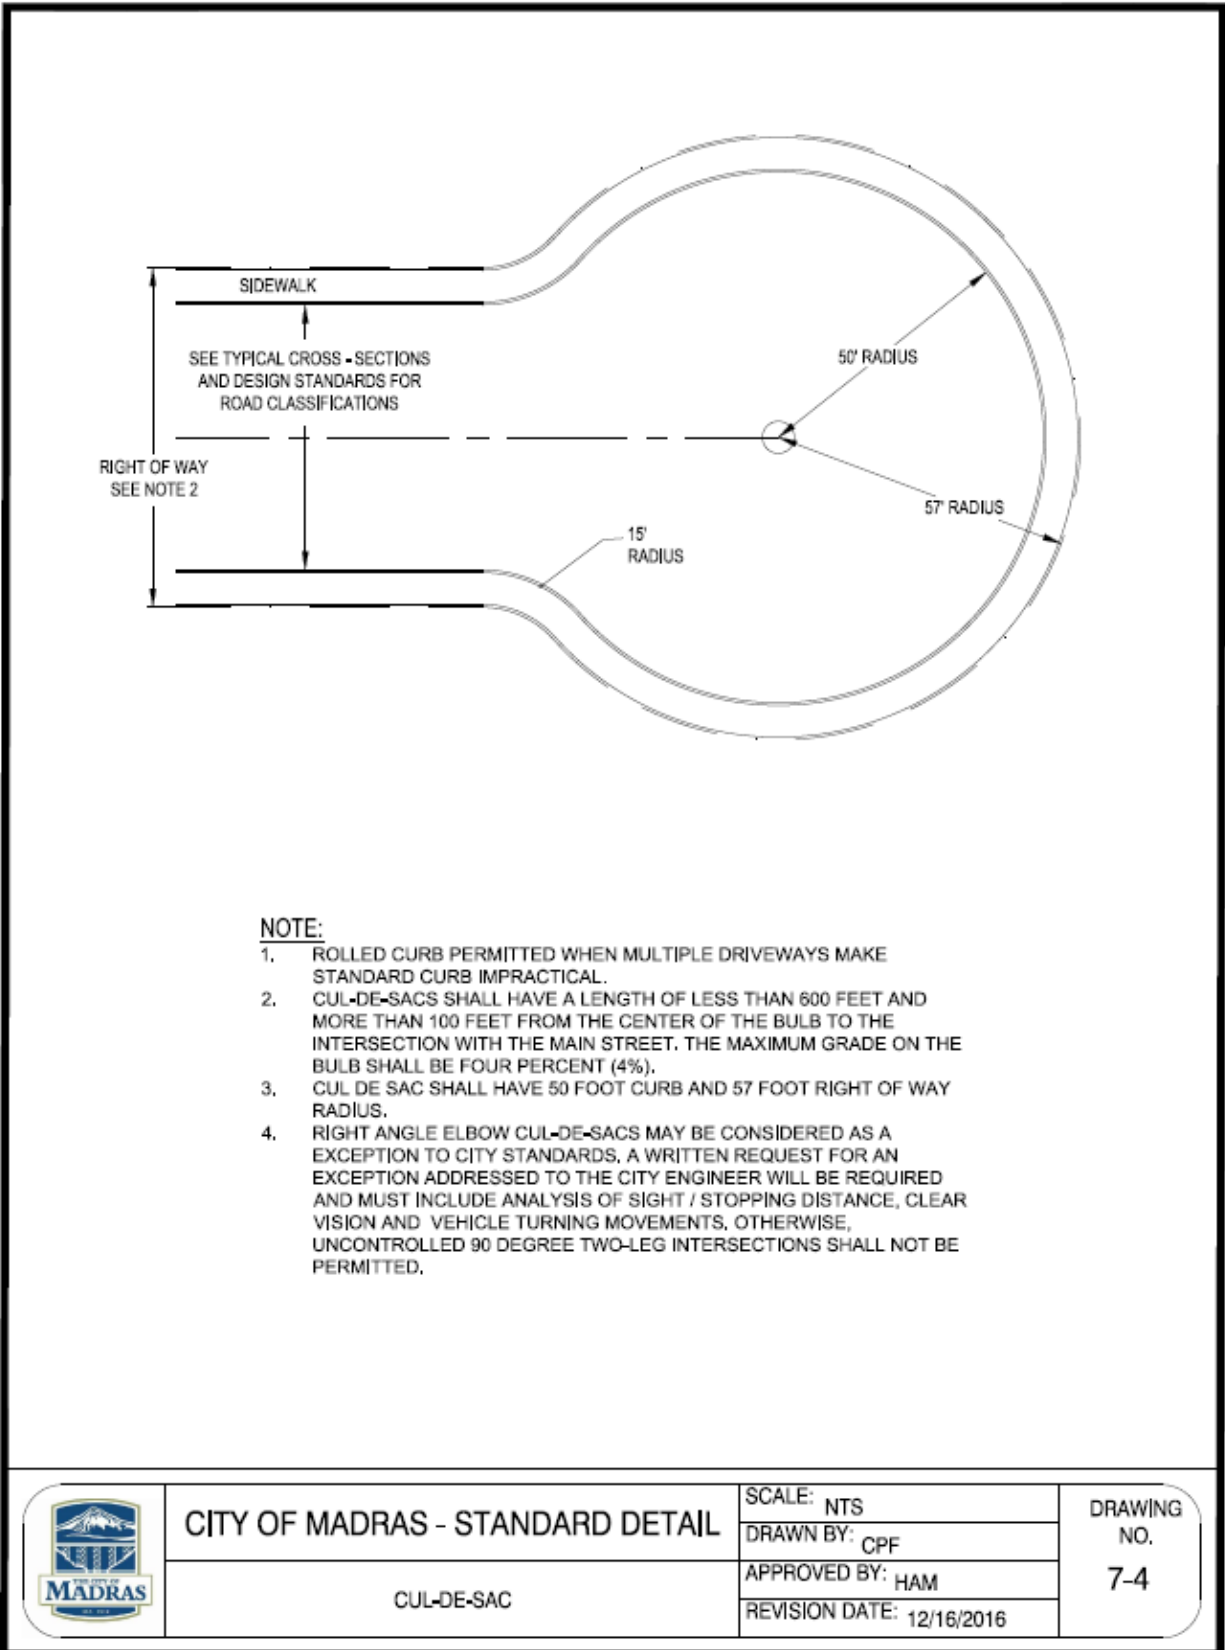 SIDEWALK
SEE TYPICAL CROSS - SECTIONS
AND DESIGN STANDARDS FOR
ROAD CLASSIFICATIONS
RIGHT OF WAY
SEE NOTE 2
50' RADIUS
57' RADIUS
15'
RADIUS
NOTE:
1. ROLLED CURB PERMITTED WHEN MULTIPLE DRIVEWAYS MAKE
STANDARD CURB IMPRACTICAL.
2. CUL-DE-SACS SHALL HAVE A LENGTH OF LESS THAN 600 FEET AND
MORE THAN 100 FEET FROM THE CENTER OF THE BULB TO THE
INTERSECTION WITH THE MAIN STREET. THE MAXIMUM GRADE ON THE
BULB SHALL BE FOUR PERCENT (4%).
3. CUL DE SAC SHALL HAVE 50 FOOT CURB AND 57 FOOT RIGHT OF WAY
RADIUS.
4. RIGHT ANGLE ELBOW CUL-DE-SACS MAY BE CONSIDERED AS A
EXCEPTION TO CITY STANDARDS. A WRITTEN REQUEST FOR AN
EXCEPTION ADDRESSED TO THE CITY ENGINEER WILL BE REQUIRED
AND MUST INCLUDE ANALYSIS OF SIGHT / STOPPING DISTANCE, CLEAR
VISION AND VEHICLE TURNING MOVEMENTS. OTHERWISE,
UNCONTROLLED 90 DEGREE TWO-LEG INTERSECTIONS SHALL NOT BE
PERMITTED.
THE CITY OF
MADRAS
CITY OF MADRAS - STANDARD DETAIL
CUL-DE-SAC
SCALE: NTS
DRAWN BY: CPF
APPROVED BY: HAM
REVISION DATE: 12/16/2016
DRAWING
NO.
7-4